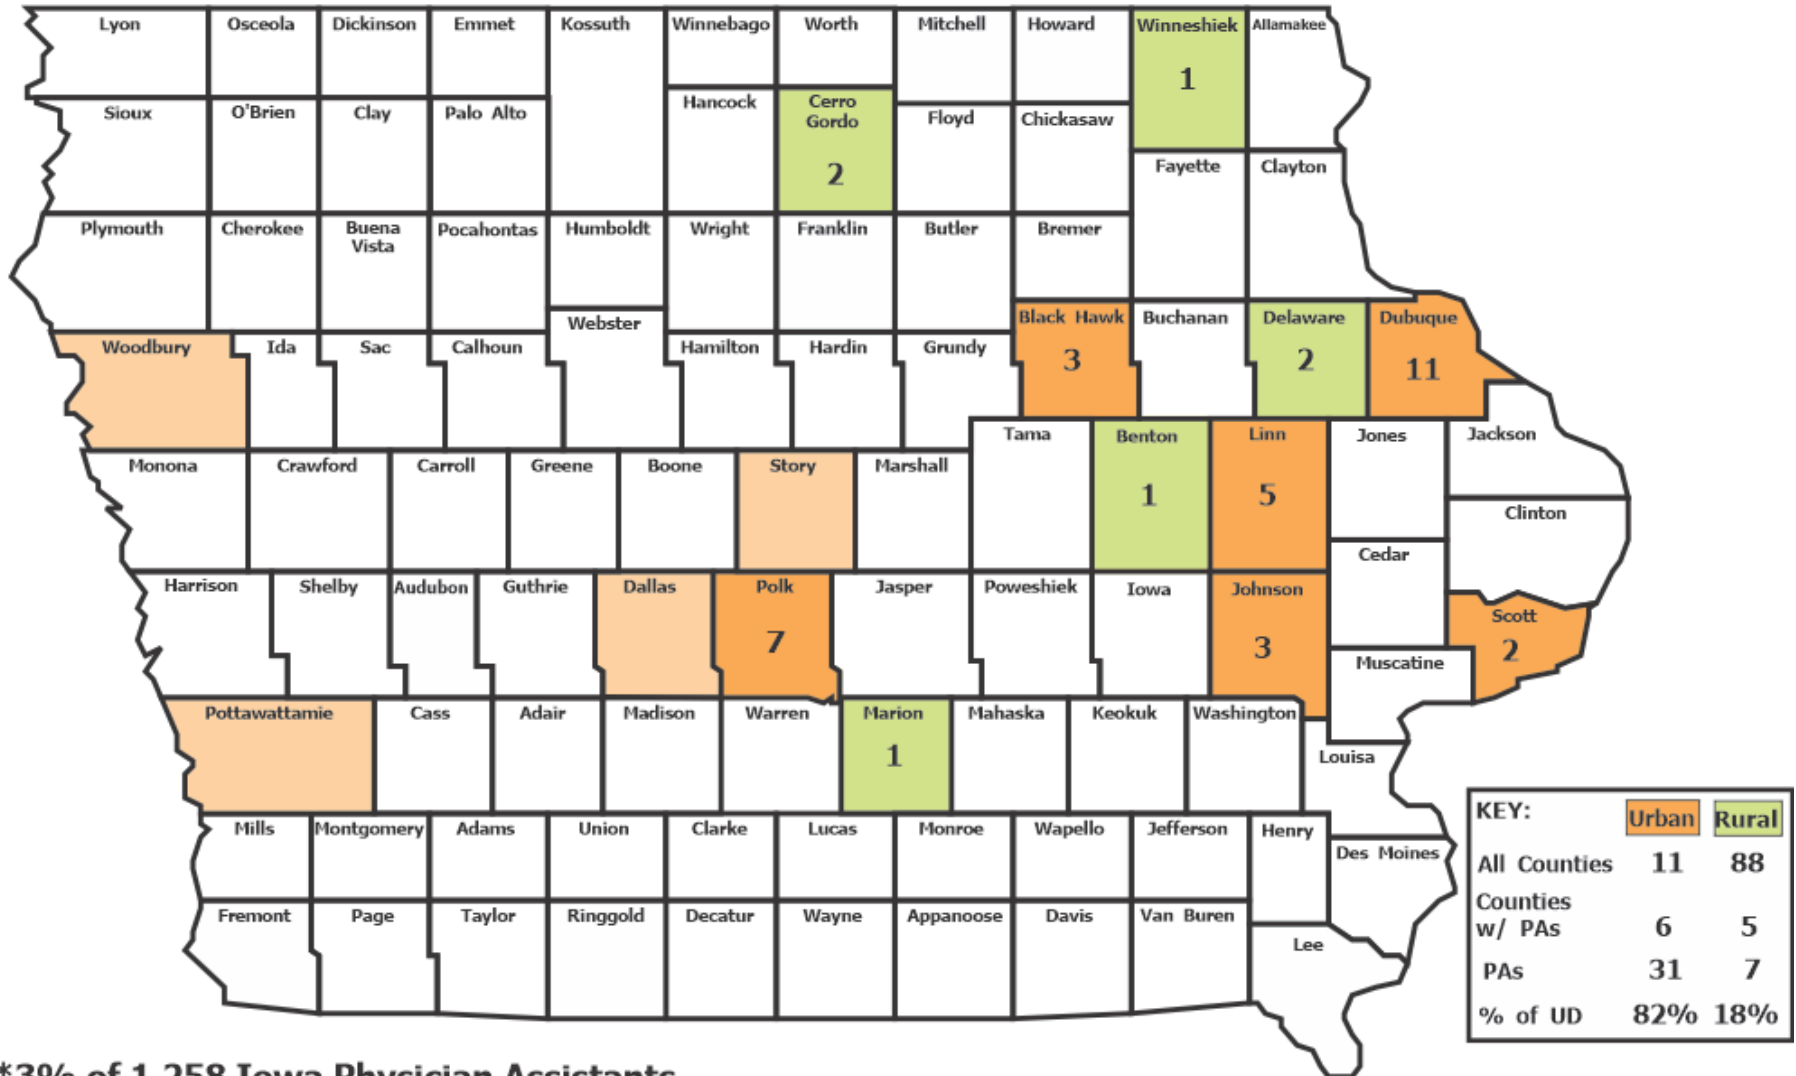 Lyon Osceola Dickinson Emmet Kossuth Winnebago Worth Mitchell Howard Winneshiek Allamakee
1
Sioux O'Brien Clay Palo Alto Hancock Cerro Floyd Chickasaw
Gordo
2
Fayette Clayton
Plymouth Cherokee Buena Pocahontas Humboldt Wright Franklin Butler Bremer
Vista
Woodbury Ida Sac Calhoun Webster Hamilton Hardin Grundy Black Hawk Buchanan Delaware Dubuque
3 2 11
Monona Crawford Carroll Greene Boone Story Marshall Tama Benton Linn Jones Jackson
1 5
Clinton
Cedar
Harrison Shelby Audubon Guthrie Dallas Polk Jasper Poweshiek Iowa Johnson Scott
7 3 2
Muscatine
Pottawattamie Cass Adair Madison Warren Marion Mahaska Keokuk Washington
1
Louisa
Mills Montgomery Adams Union Clarke Lucas Monroe Wapello Jefferson Henry
Des Moines
Fremont Page Taylor Ringgold Decatur Wayne Appanoose Davis Van Buren
Lee
KEY: Urban Rural
All Counties 11 88
Counties
w/ PAs 6 5
PAs 31 7
% of UD 82% 18%
*3% of 1,258 Iowa Physician Assistants